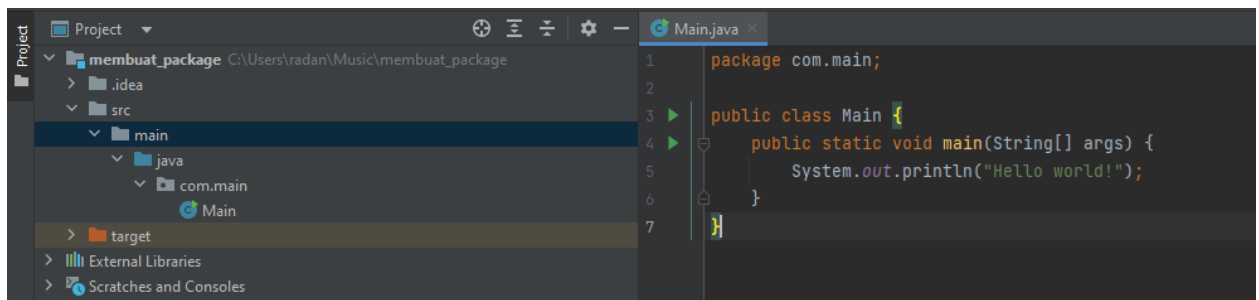 Project
Project
membuat_package C:\Users\radan\Music\membuat_package
.idea
src
main
java
com.main
Main
target
External Libraries
Scratches and Consoles
Main.java
1 package com.main;
2
3 public class Main {
4 public static void main(String[] args) {
5 System.out.println("Hello world!");
6 }
7 }